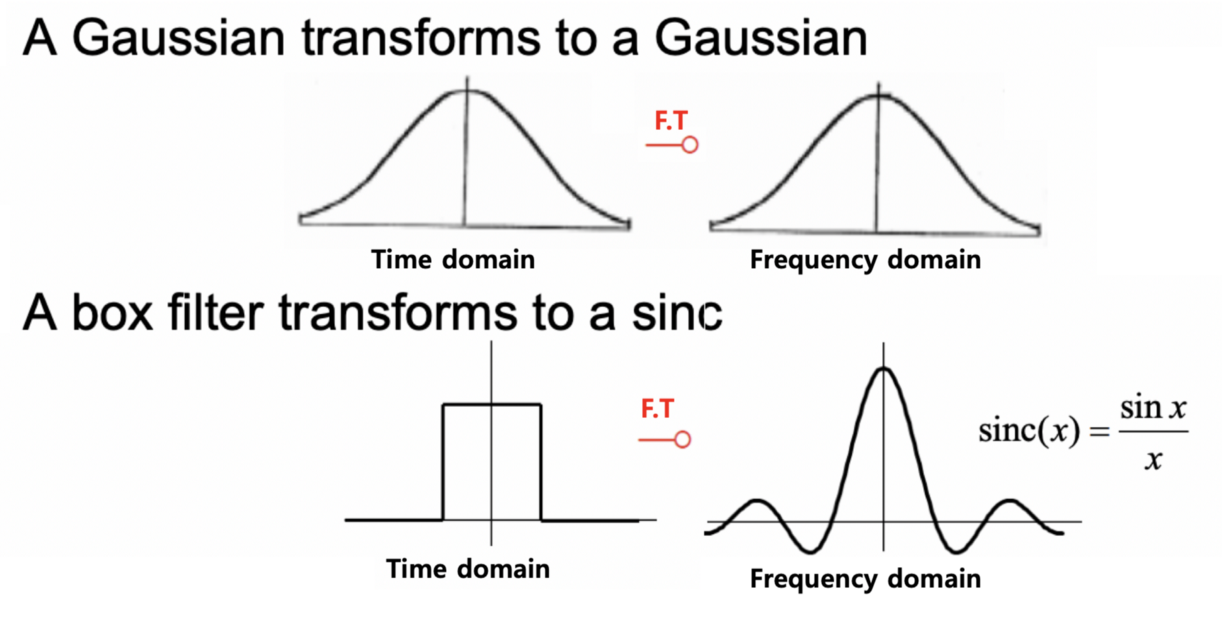 A Gaussian transforms to a Gaussian
F.T
Time domain
Frequency domain
A box filter transforms to a sinc
F.T
sinc(x) = sin x / x
Time domain
Frequency domain